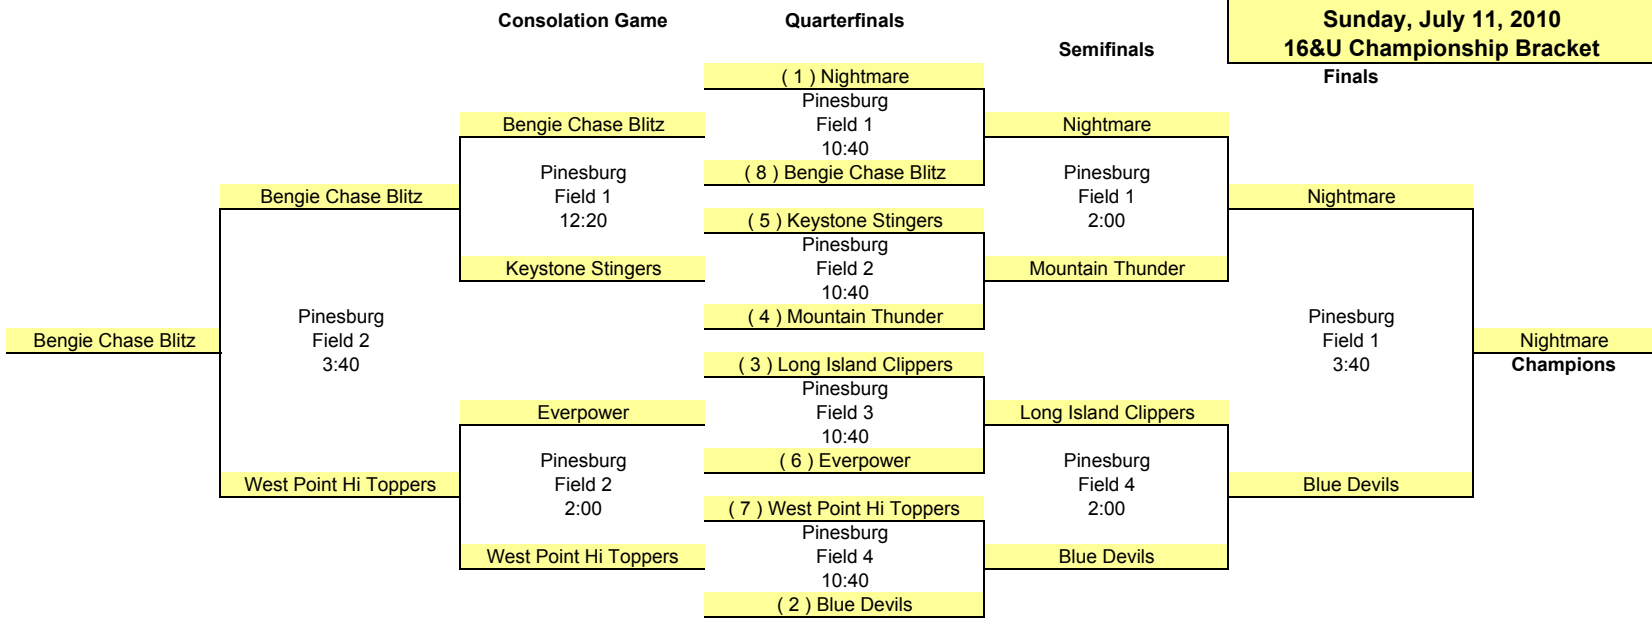 Consolation Game
Quarterfinals
Sunday, July 11, 2010
16&U Championship Bracket
Semifinals
Finals
( 1 ) Nightmare
Pinesburg
Field 1
10:40
( 8 ) Bengie Chase Blitz
( 5 ) Keystone Stingers
Pinesburg
Field 2
10:40
( 4 ) Mountain Thunder
( 3 ) Long Island Clippers
Pinesburg
Field 3
10:40
( 6 ) Everpower
( 7 ) West Point Hi Toppers
Pinesburg
Field 4
10:40
( 2 ) Blue Devils
Bengie Chase Blitz
Pinesburg
Field 1
12:20
Keystone Stingers
Everpower
Pinesburg
Field 2
2:00
West Point Hi Toppers
Bengie Chase Blitz
Pinesburg
Field 2
3:40
West Point Hi Toppers
Bengie Chase Blitz
Nightmare
Pinesburg
Field 1
2:00
Mountain Thunder
Long Island Clippers
Pinesburg
Field 4
2:00
Blue Devils
Nightmare
Pinesburg
Field 1
3:40
Blue Devils
Nightmare
Champions